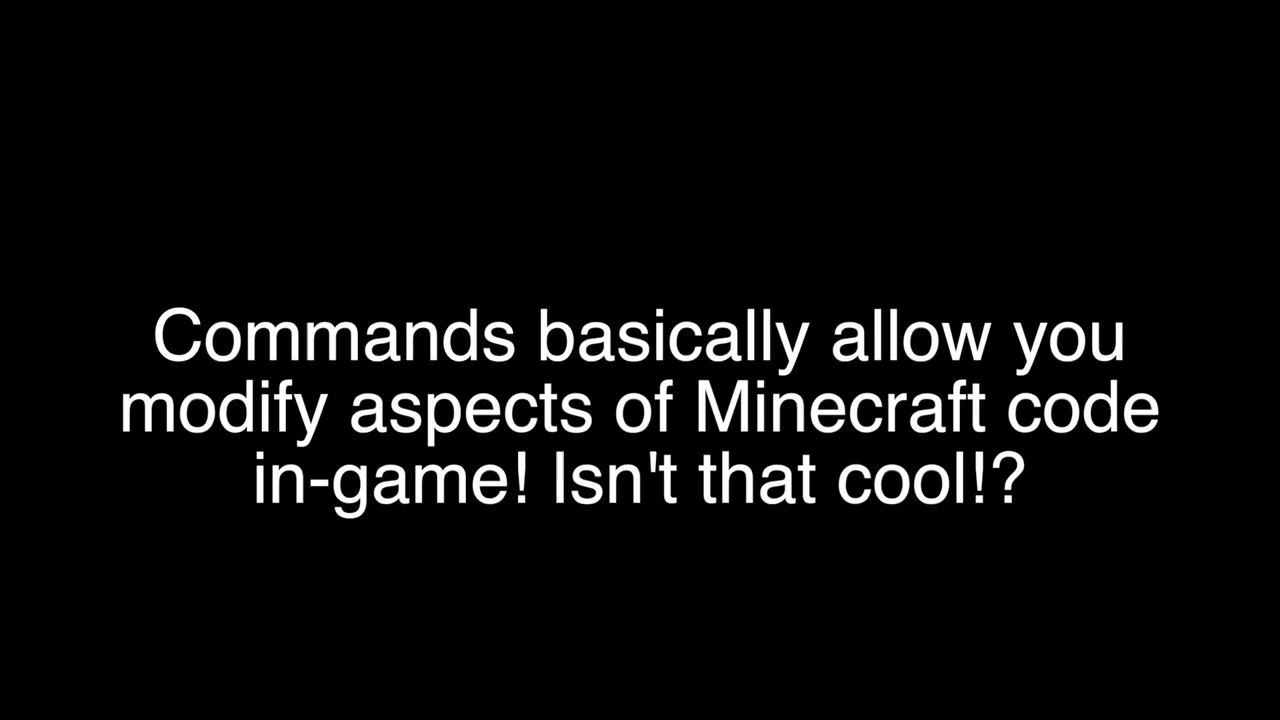 Commands basically allow you
modify aspects of Minecraft code
in-game! Isn't that cool!?